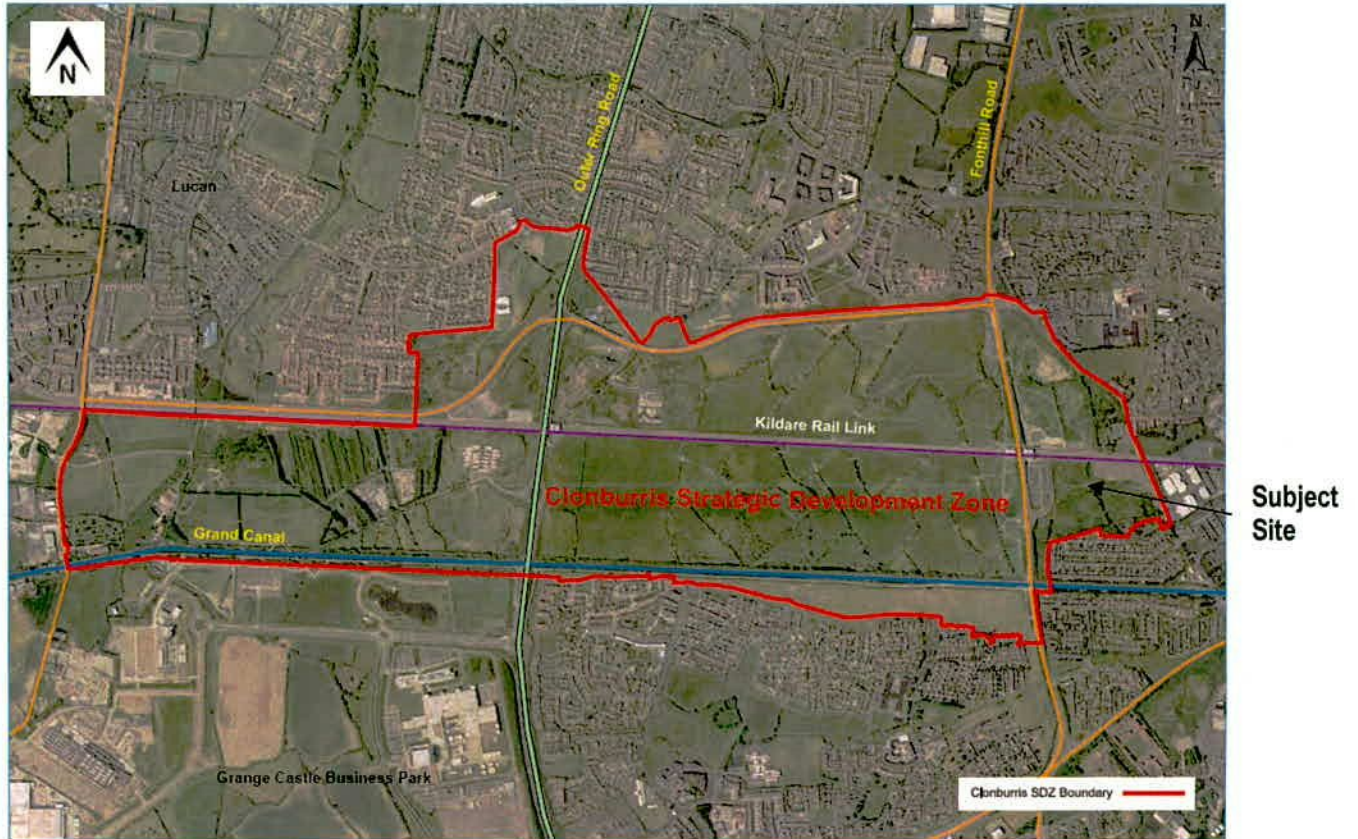 N
N
Outer Ring Road
Fonthill Road
Lucan
Kildare Rail Link
Clonburris Strategic Development Zone
Subject
Site
Grand Canal
Grange Castle Business Park
Clonburris SDZ Boundary